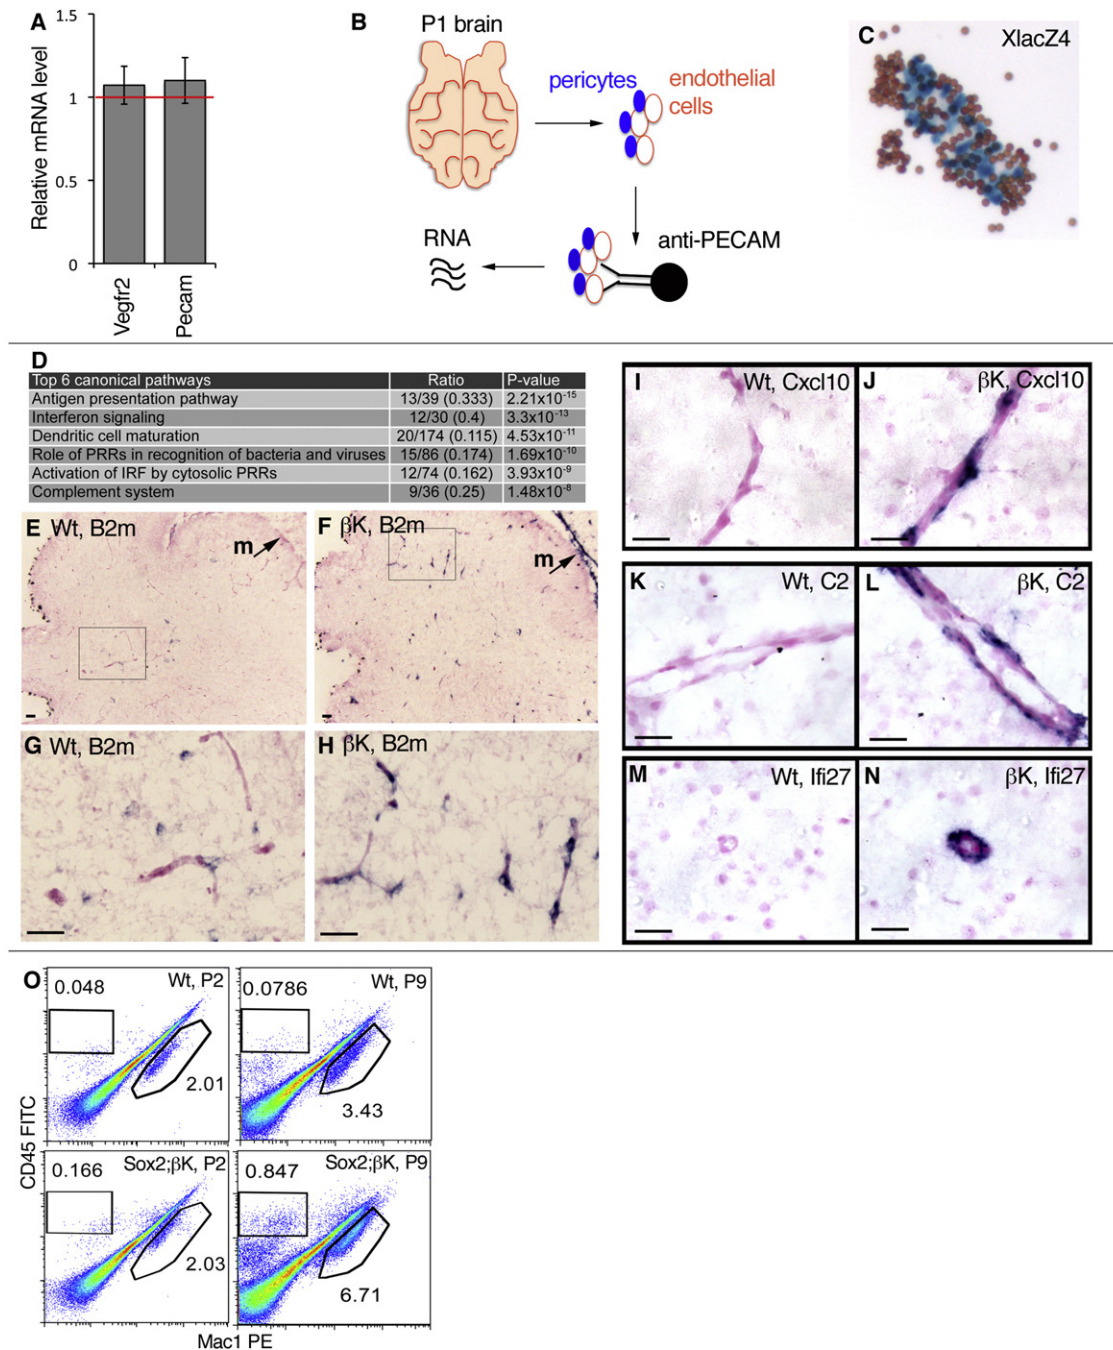 A
1.5
1
0.5
0
Relative mRNA level
Vegfr2
Pecam
B
P1 brain
pericytes
endothelial
cells
anti-PECAM
RNA
C
XlacZ4
D
Top 6 canonical pathways Ratio P-value
Antigen presentation pathway 13/39 (0.333) 2.21x10⁻¹⁵
Interferon signaling 12/30 (0.4) 3.3x10⁻¹³
Dendritic cell maturation 20/174 (0.115) 4.53x10⁻¹¹
Role of PRRs in recognition of bacteria and viruses 15/86 (0.174) 1.69x10⁻¹⁰
Activation of IRF by cytosolic PRRs 12/74 (0.162) 3.93x10⁻⁹
Complement system 9/36 (0.25) 1.48x10⁻⁸
E Wt, B2m
m
F βK, B2m
m
G Wt, B2m
H βK, B2m
I Wt, Cxcl10
J βK, Cxcl10
K Wt, C2
L βK, C2
M Wt, Ifi27
N βK, Ifi27
O
0.048 Wt, P2
2.01
0.0786 Wt, P9
3.43
0.166 Sox2;βK, P2
2.03
0.847 Sox2;βK, P9
6.71
CD45 FITC
Mac1 PE